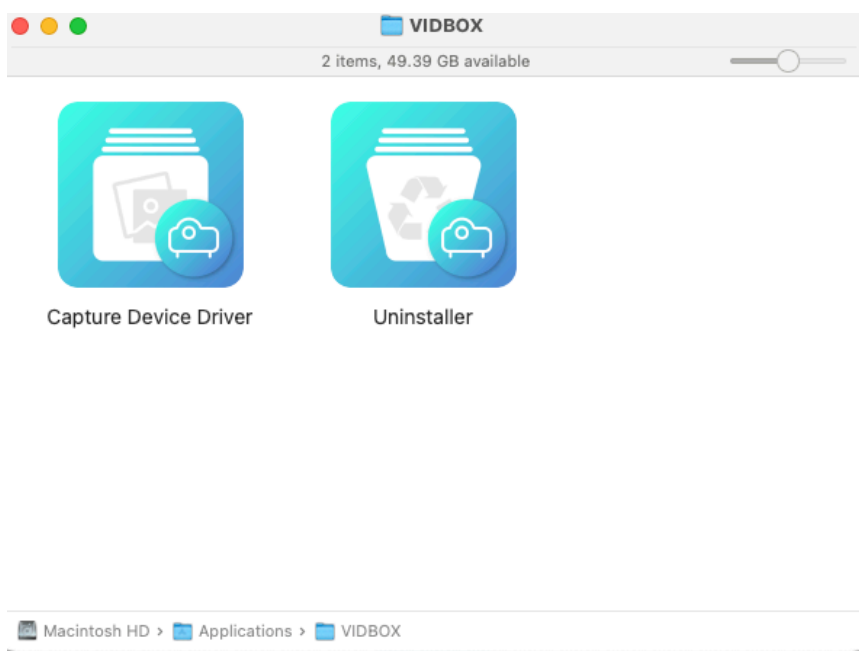 VIDBOX
2 items, 49.39 GB available
Capture Device Driver
Uninstaller
Macintosh HD › Applications › VIDBOX